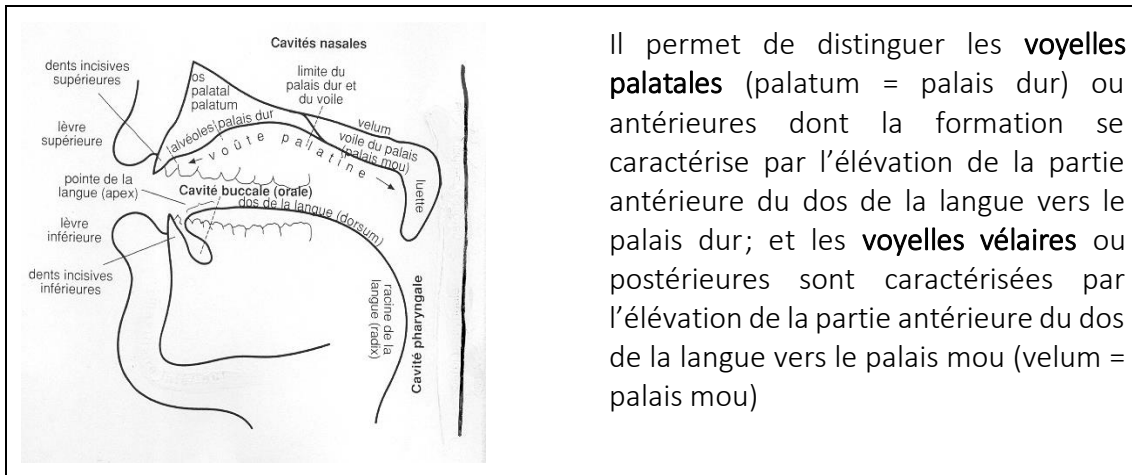 Cavités nasales
dents incisives
supérieures
limite du
palais dur et
du voile
os
palatal
palatum
velum
lèvre
supérieure
alvéoles
palais dur
voile du palais
(palais mou)
voûte palatine
luette
pointe de la
langue (apex)
Cavité buccale (orale)
dos de la langue (dorsum)
lèvre
inférieure
dents incisives
inférieures
racine de la
langue (radix)
Cavité pharyngale
Il permet de distinguer les voyelles
palatales (palatum = palais dur) ou
antérieures dont la formation se
caractérise par l’élévation de la partie
antérieure du dos de la langue vers le
palais dur; et les voyelles vélaires ou
postérieures sont caractérisées par
l’élévation de la partie antérieure du dos
de la langue vers le palais mou (velum =
palais mou)